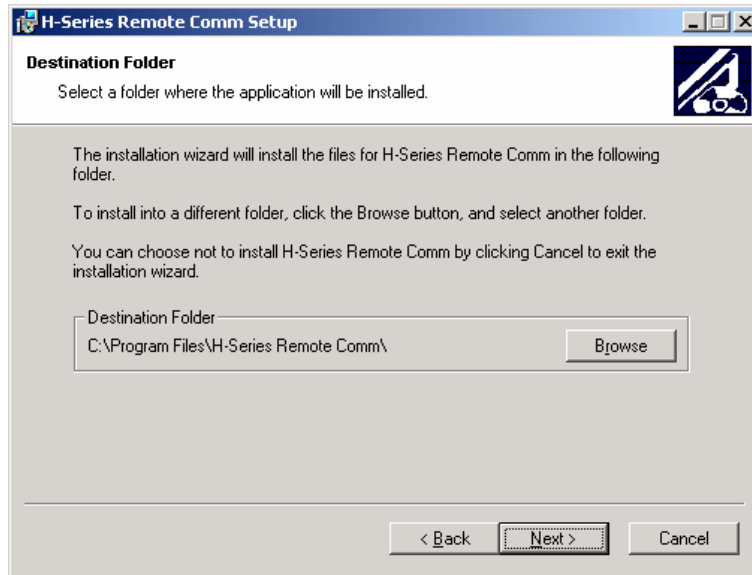 H-Series Remote Comm Setup
Destination Folder
Select a folder where the application will be installed.
The installation wizard will install the files for H-Series Remote Comm in the following
folder.
To install into a different folder, click the Browse button, and select another folder.
You can choose not to install H-Series Remote Comm by clicking Cancel to exit the
installation wizard.
Destination Folder
C:\Program Files\H-Series Remote Comm\
Browse
< Back
Next >
Cancel